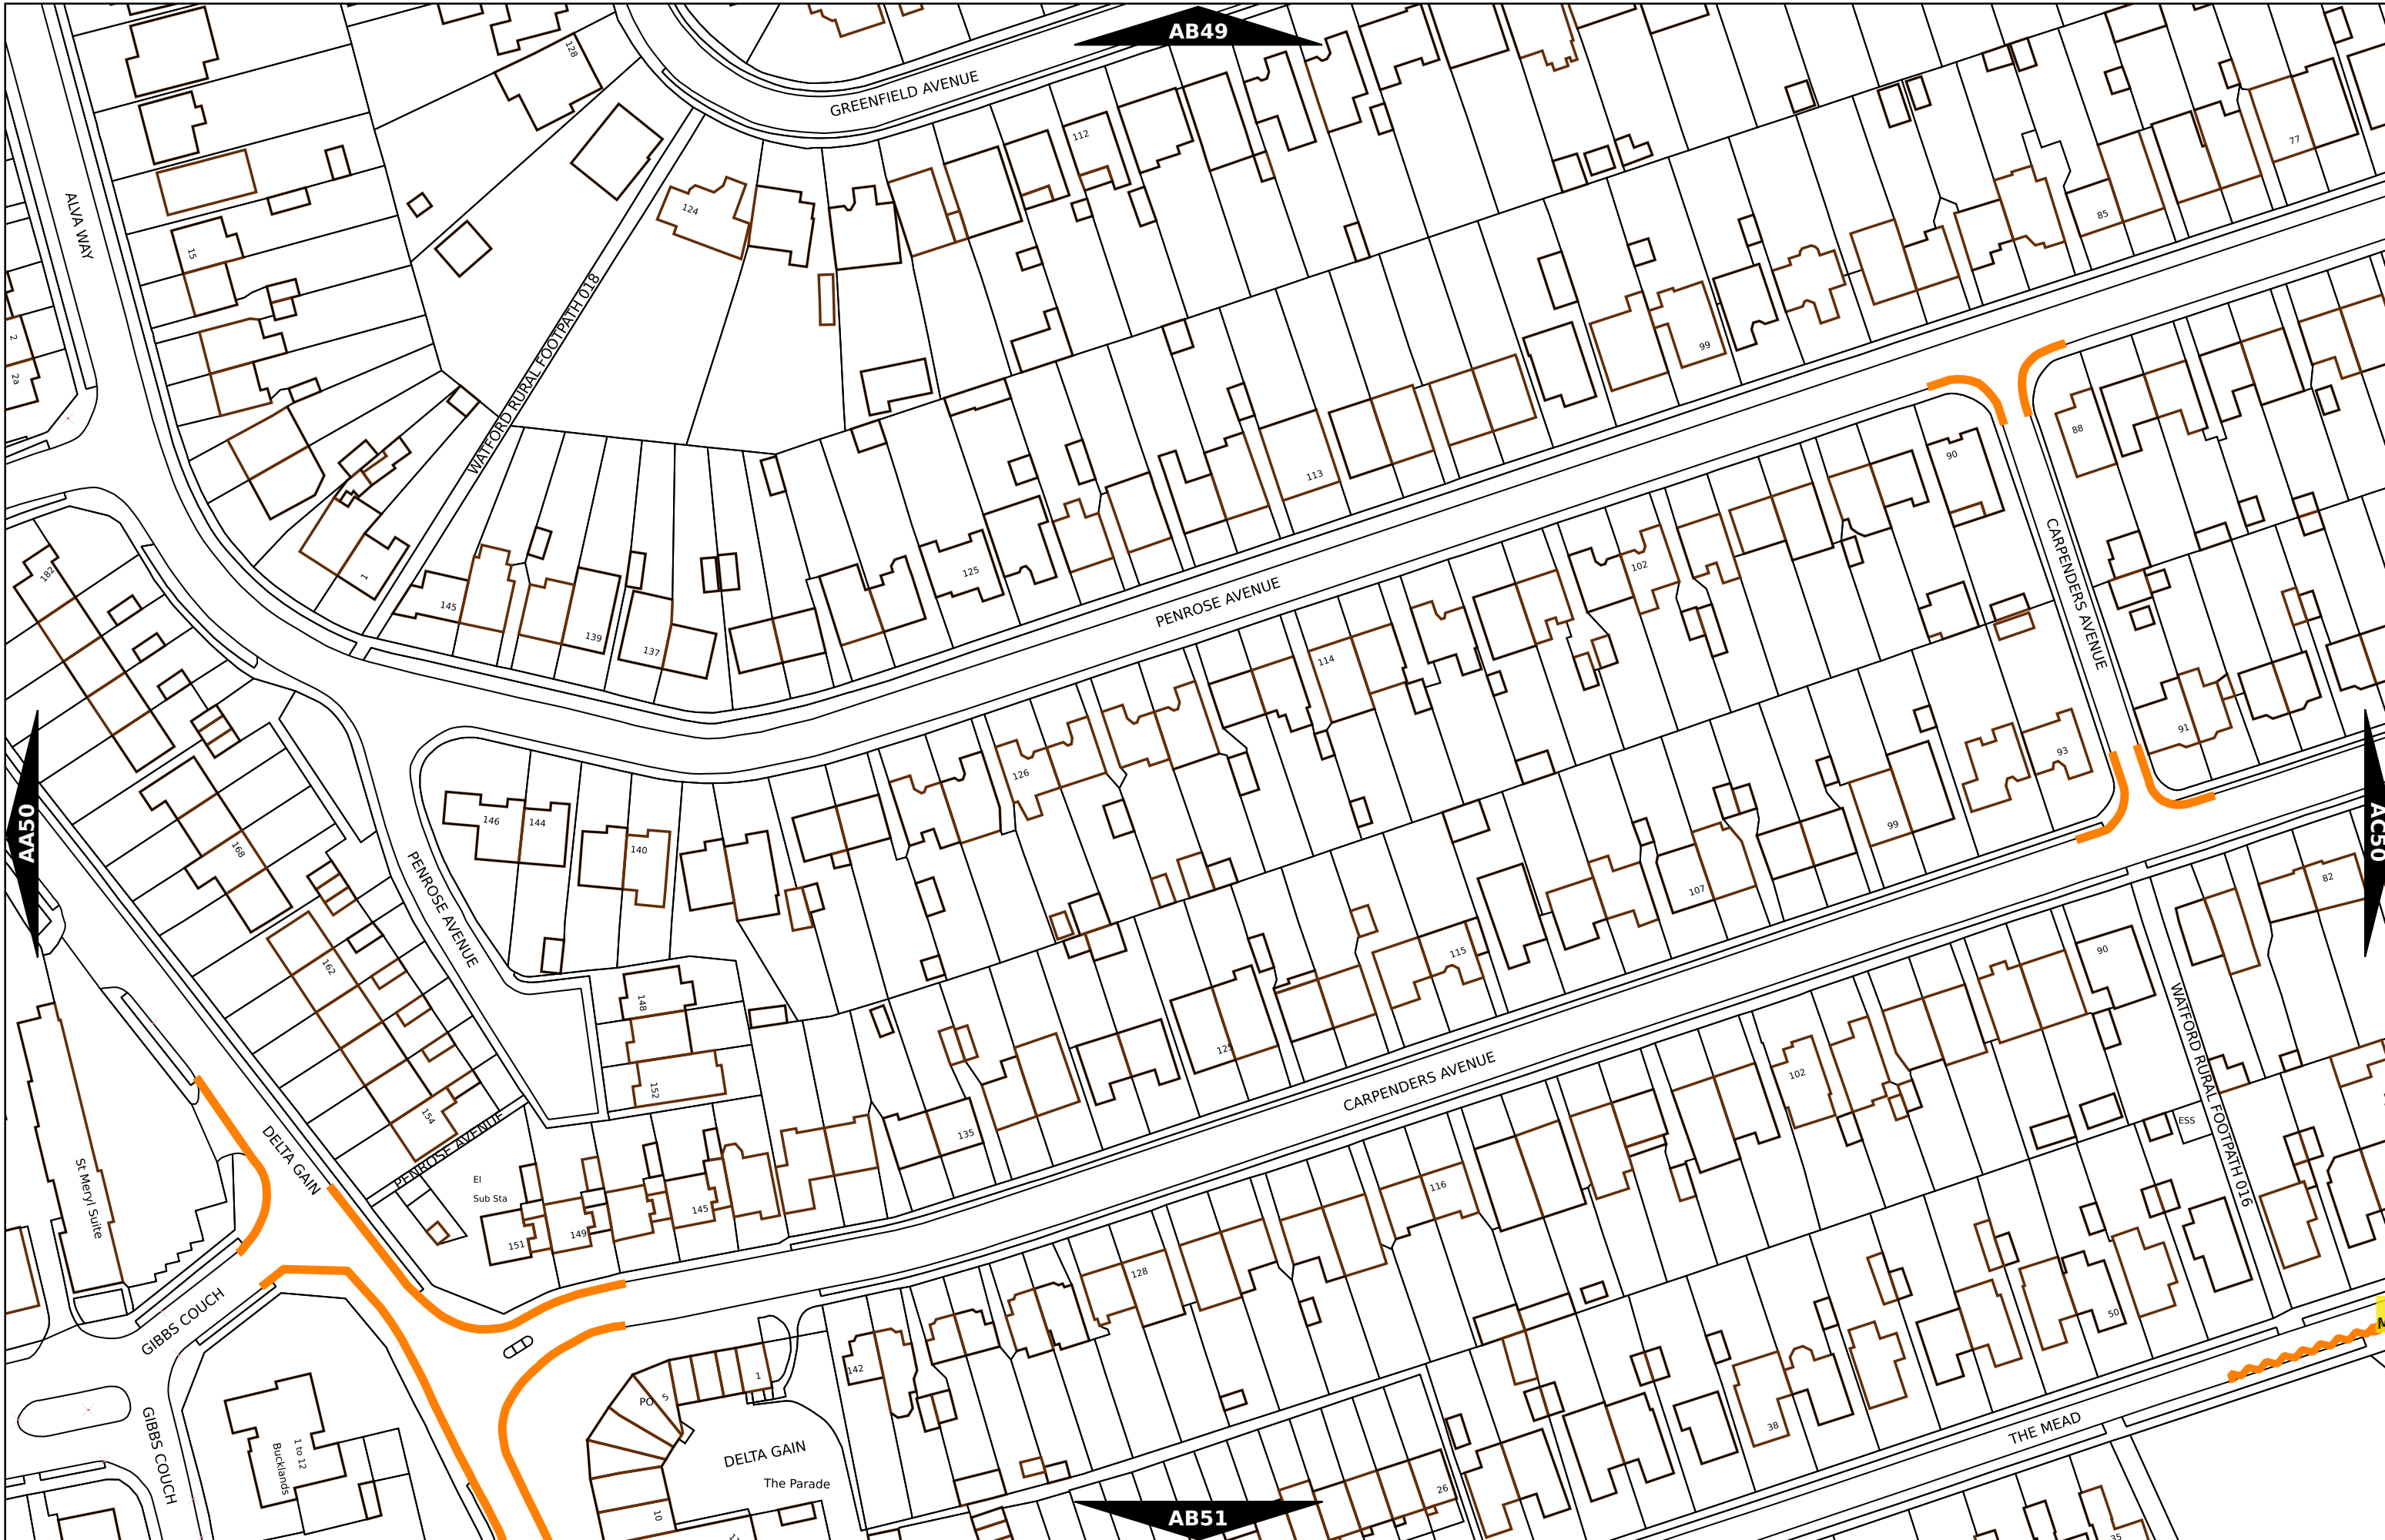 AB49
128
GREENFIELD AVENUE
112
77
ALVA WAY
124
85
15
WATFORD RURAL FOOTPATH 018
2
2a
99
88
113
90
182
1
145
139
137
125
102
PENROSE AVENUE
CARPENDERS AVENUE
114
126
91
93
AA50
AC50
146
144
140
168
107
99
82
PENROSE AVENUE
115
90
162
148
125
WATFORD RURAL FOOTPATH 016
102
152
CARPENDERS AVENUE
154
135
ESS
DELTA GAIN
PENROSE AVENUE
St Meryl Suite
El
Sub Sta
116
145
149
151
128
50
GIBBS COUCH
142
1
PO
5
38
THE MEAD
GIBBS COUCH
1 to 12
Bucklands
DELTA GAIN
The Parade
26
10
AB51
35